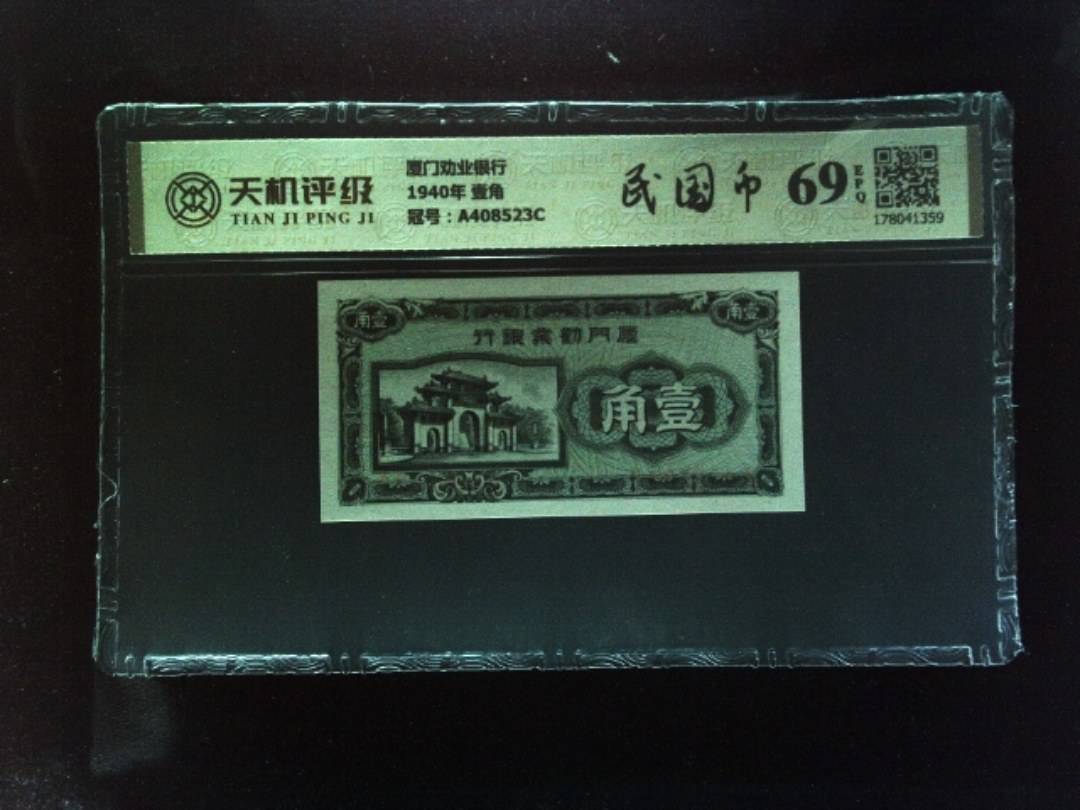 天机评级
TIAN JI PING JI
厦门劝业银行
1940年 壹角
冠号：A408523C
民国币
69
EPQ
178041359
角壹
角壹
行銀業勸門厦
角壹